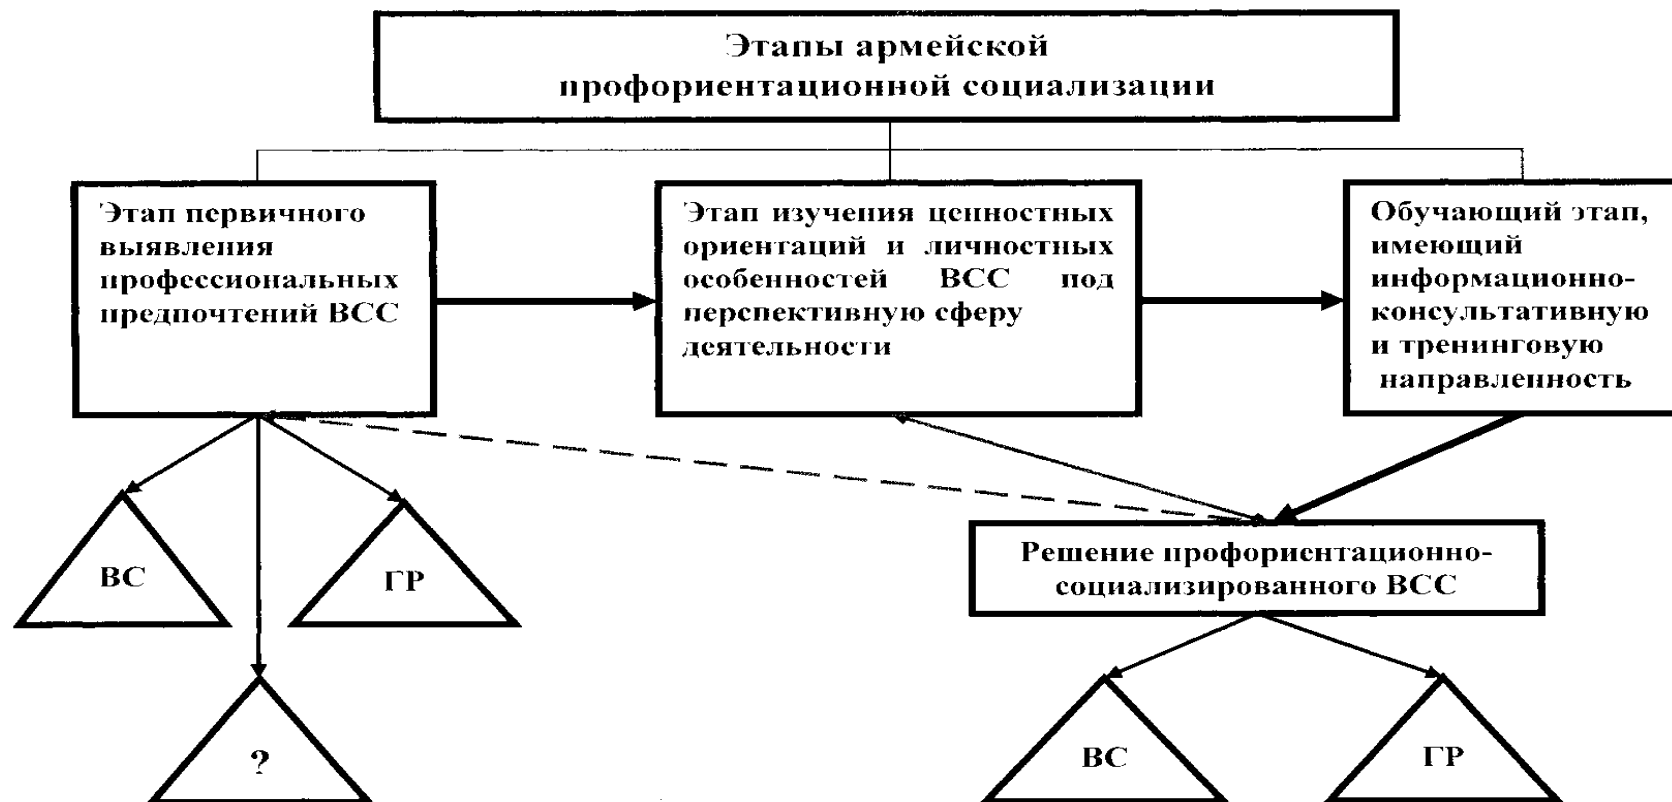 Этапы армейской
профориентационной социализации
Этап первичного
выявления
профессиональных
предпочтений ВСС
Этап изучения ценностных
ориентаций и личностных
особенностей ВСС под
перспективную сферу
деятельности
Обучающий этап,
имеющий
информационно-
консультативную
и тренинговую
направленность
ВС
ГР
?
Решение профориентационно-
социализированного ВСС
ВС
ГР